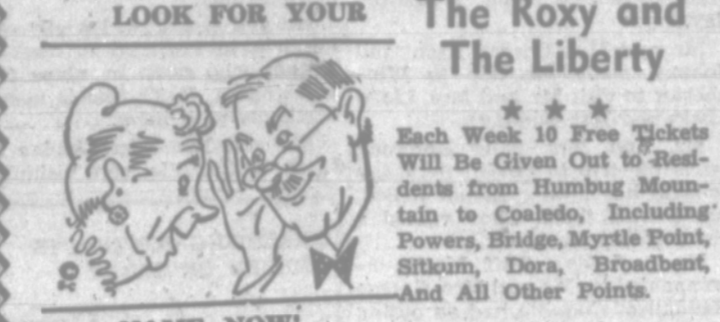 LOOK FOR YOUR
The Roxy and
The Liberty
Each Week 10 Free Tickets
Will Be Given Out to Resi-
dents from Humbug Moun-
tain to Coaledo, Including
Powers, Bridge, Myrtle Point,
Sitkum, Dora, Broadbent,
And All Other Points.
NOW!